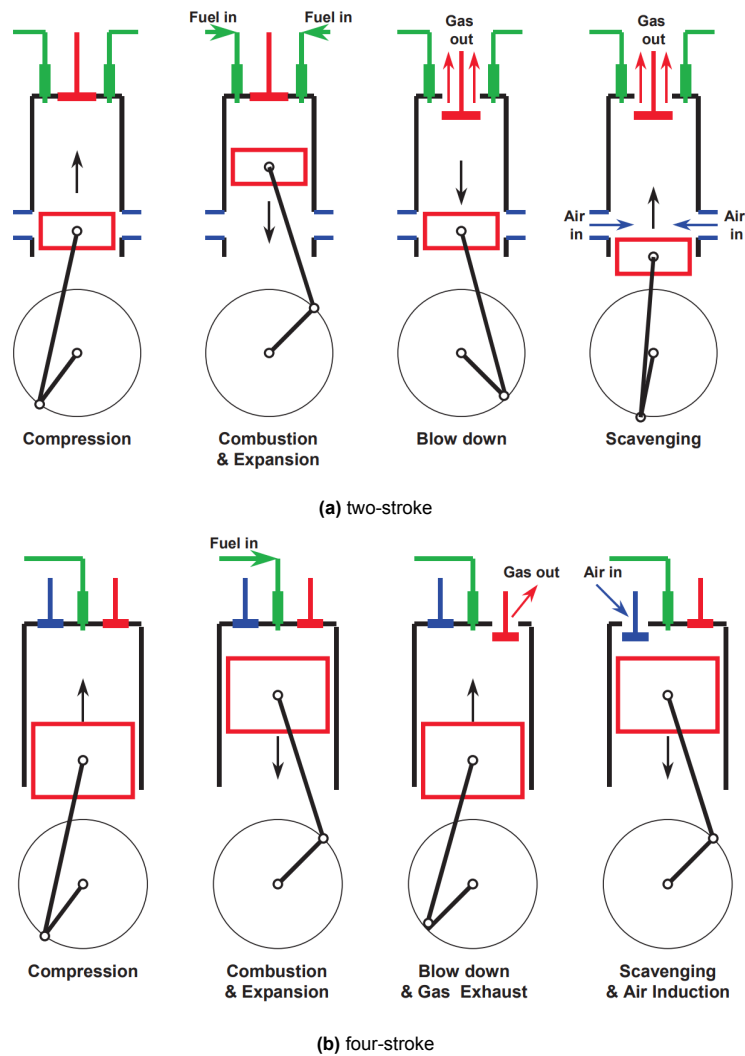 Fuel in
Fuel in
Gas
out
Gas
out
Air
in
Air
in
Compression
Combustion
& Expansion
Blow down
Scavenging
(a) two-stroke
Fuel in
Gas out
Air in
Compression
Combustion
& Expansion
Blow down
& Gas Exhaust
Scavenging
& Air Induction
(b) four-stroke